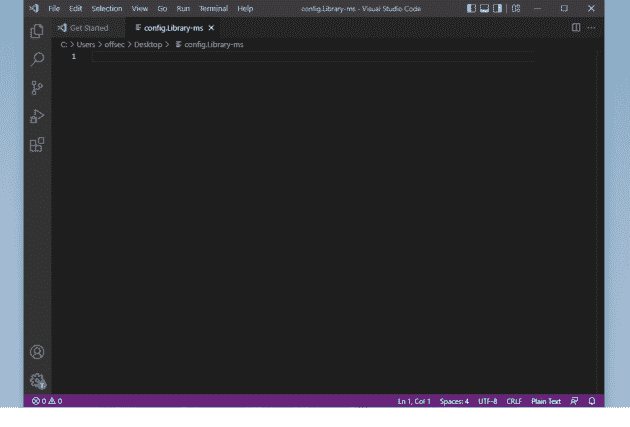 File Edit Selection View Go Run Terminal Help config.Library-ms - Visual Studio Code
Get Started config.Library-ms
C: > Users > offsec > Desktop > config.Library-ms
1
0 0 Ln 1, Col 1 Spaces: 4 UTF-8 CRLF Plain Text